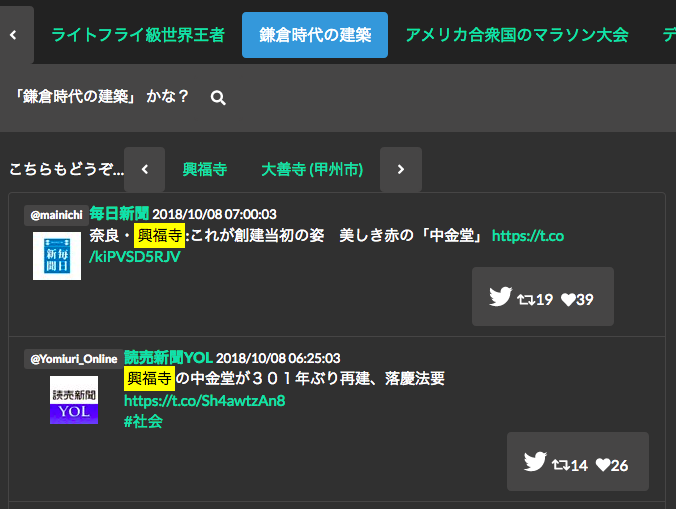 ライトフライ級世界王者 鎌倉時代の建築 アメリカ合衆国のマラソン大会 デ
「鎌倉時代の建築」 かな？
こちらもどうぞ... 興福寺 大善寺 (甲州市)
@mainichi 毎日新聞 2018/10/08 07:00:03
奈良・興福寺:これが創建当初の姿　美しき赤の「中金堂」 https://t.co
/kiPVSD5RJV
毎日
新聞
19 39
@Yomiuri_Online 読売新聞YOL 2018/10/08 06:25:03
興福寺の中金堂が３０１年ぶり再建、落慶法要
https://t.co/Sh4awtzAn8
#社会
読売新聞
YOL
14 26